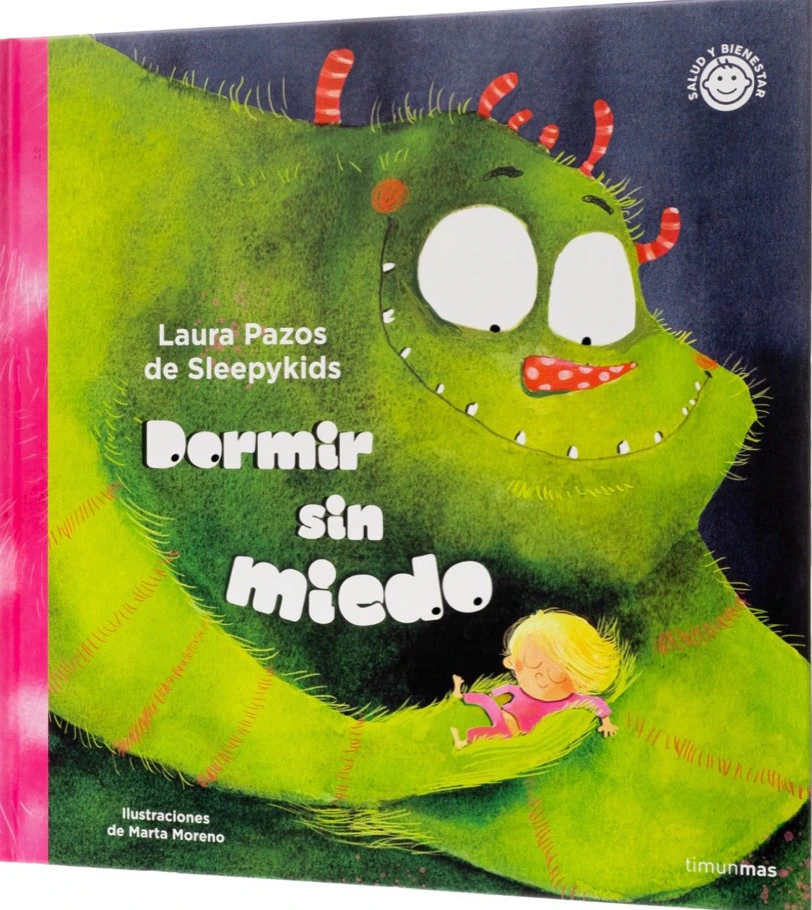 SALUD Y BIENESTAR
Laura Pazos
de Sleepykids
Dormir
sin
miedo
Ilustraciones
de Marta Moreno
timunmas